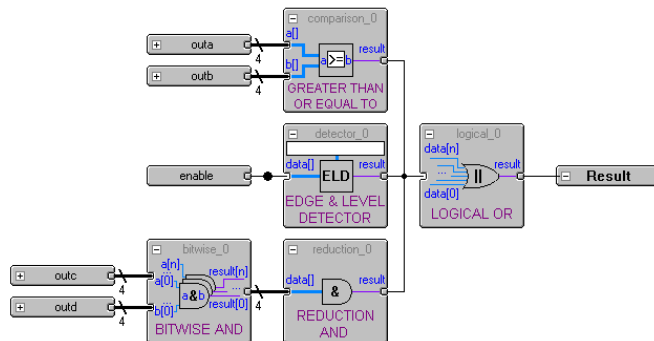 comparison_0
outa
4
a[]
result
a >= b
outb
4
b[]
GREATER THAN
OR EQUAL TO
detector_0
logical_0
data[]
result
data[n]
enable
ELD
...
||
result
Result
data[0]
EDGE & LEVEL
DETECTOR
LOGICAL OR
bitwise_0
reduction_0
a[n]
result[n]
outc
4
...
a[0]
a&b
...
4
data[]
&
result
outd
4
...
b[0]
result[0]
BITWISE AND
REDUCTION
AND